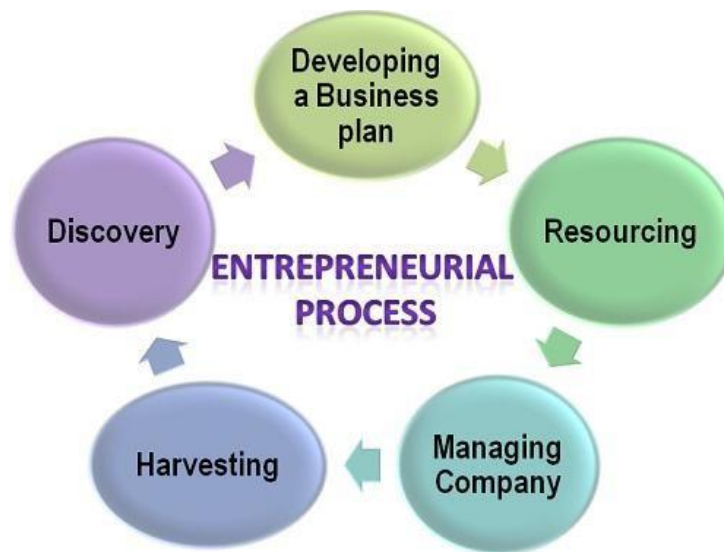 Developing
a Business
plan
Discovery
Resourcing
ENTREPRENEURIAL
PROCESS
Harvesting
Managing
Company